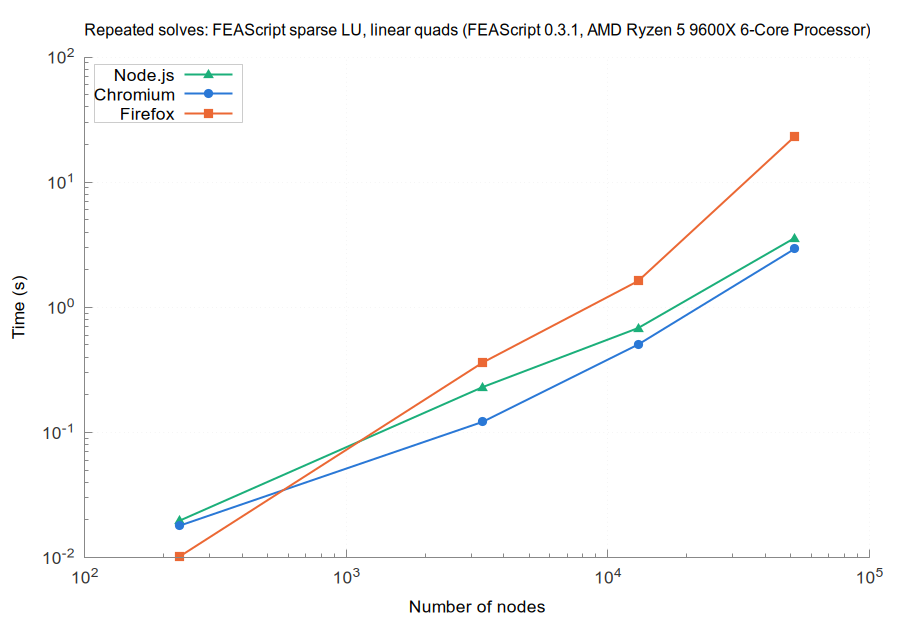 Repeated solves: FEAScript sparse LU, linear quads (FEAScript 0.3.1, AMD Ryzen 5 9600X 6-Core Processor)
Node.js
Chromium
Firefox
10²
10¹
10⁰
10⁻¹
10⁻²
Time (s)
10² 10³ 10⁴ 10⁵
Number of nodes